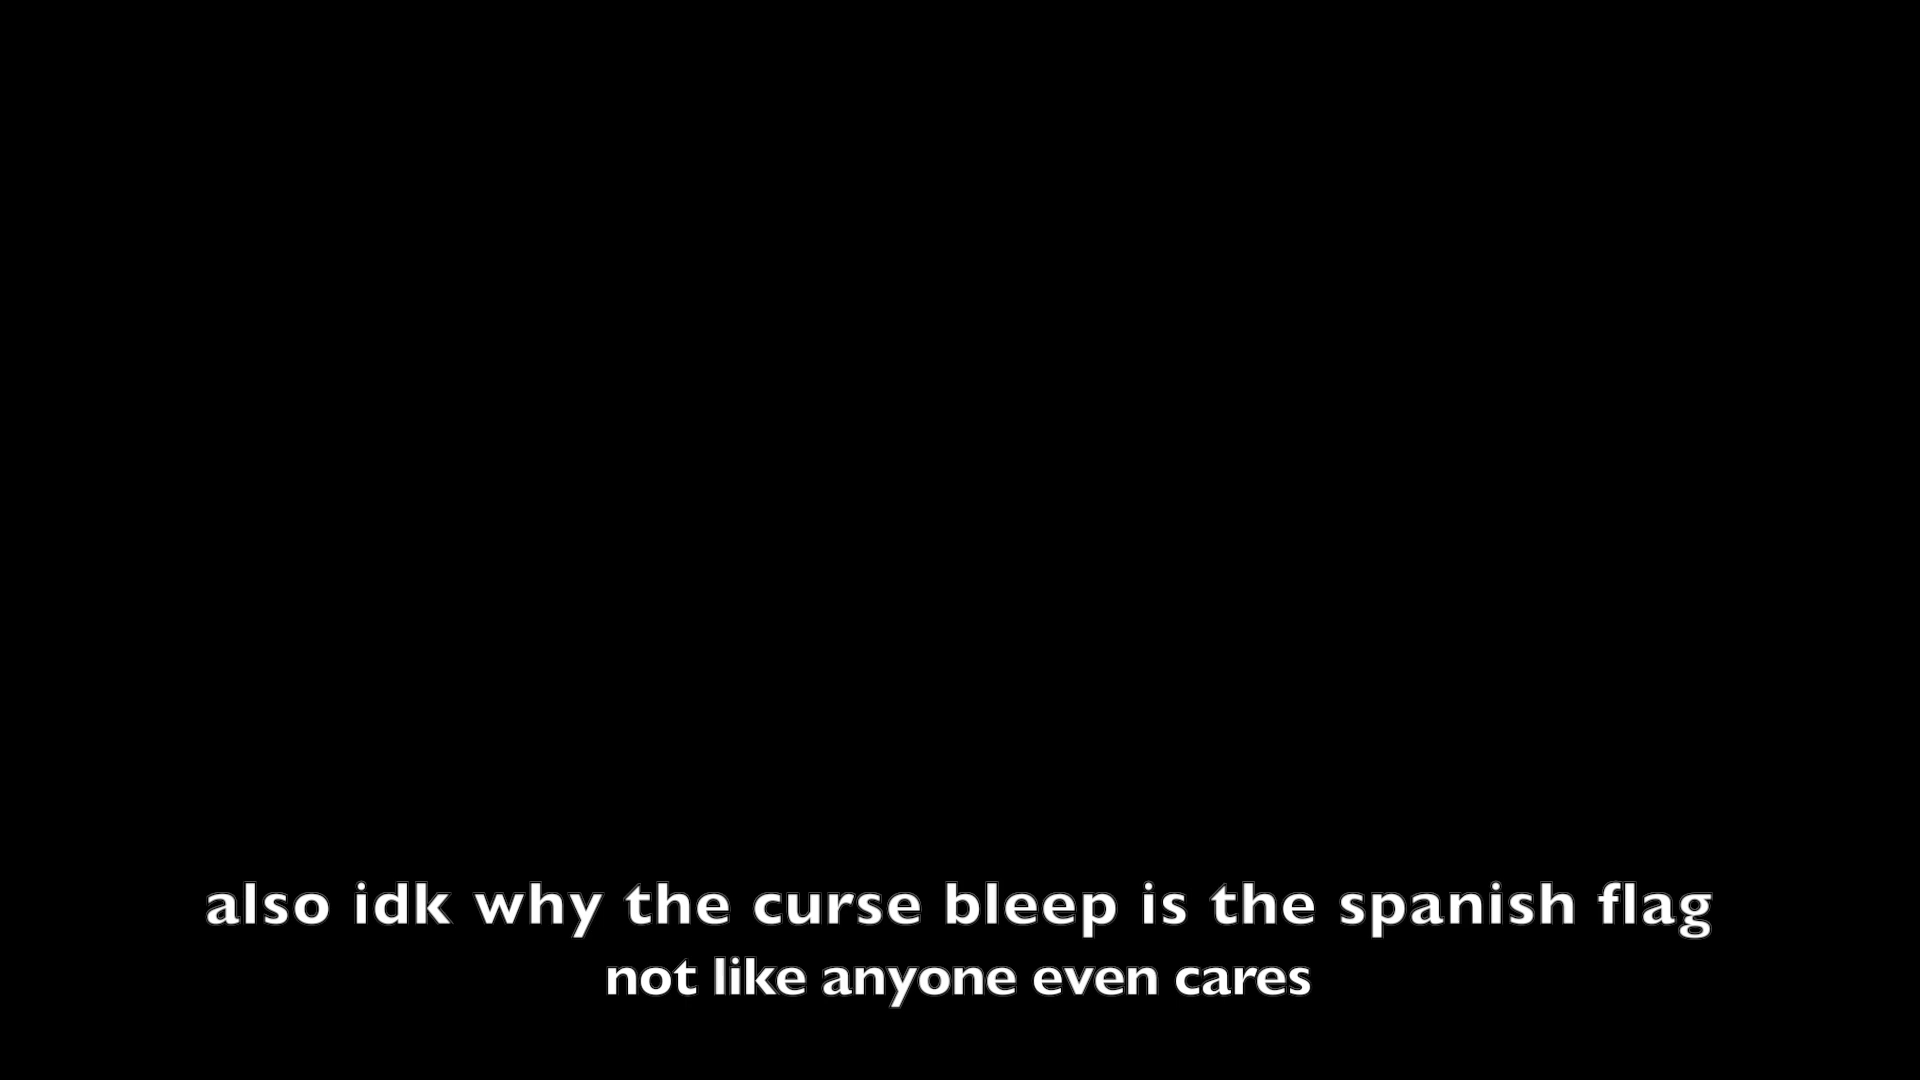 also idk why the curse bleep is the spanish flag
not like anyone even cares